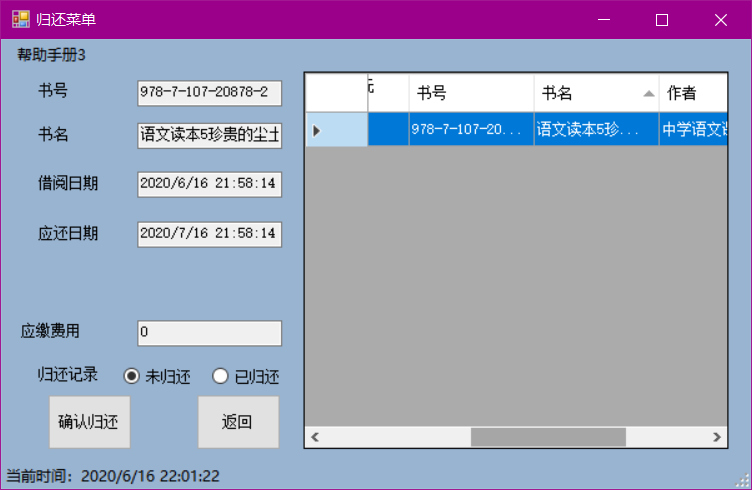 归还菜单
帮助手册3
书号 978-7-107-20878-2
书名 语文读本5珍贵的尘土
借阅日期 2020/6/16 21:58:14
应还日期 2020/7/16 21:58:14
应缴费用 0
归还记录 未归还 已归还
确认归还 返回
书号 书名 作者
978-7-107-20... 语文读本5珍... 中学语文
当前时间: 2020/6/16 22:01:22